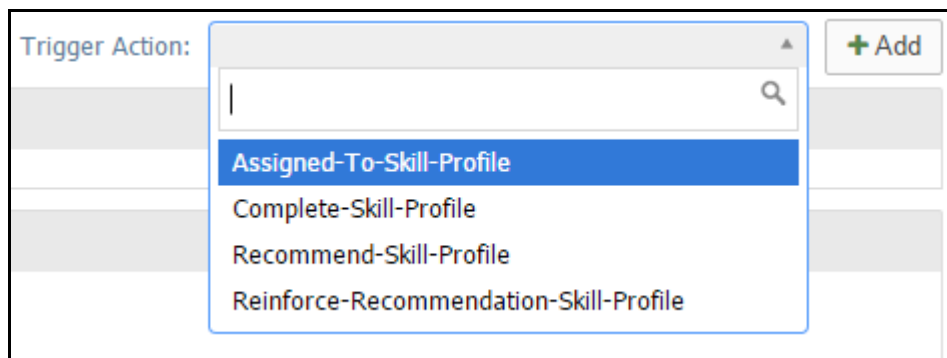 Trigger Action:
+ Add
Assigned-To-Skill-Profile
Complete-Skill-Profile
Recommend-Skill-Profile
Reinforce-Recommendation-Skill-Profile